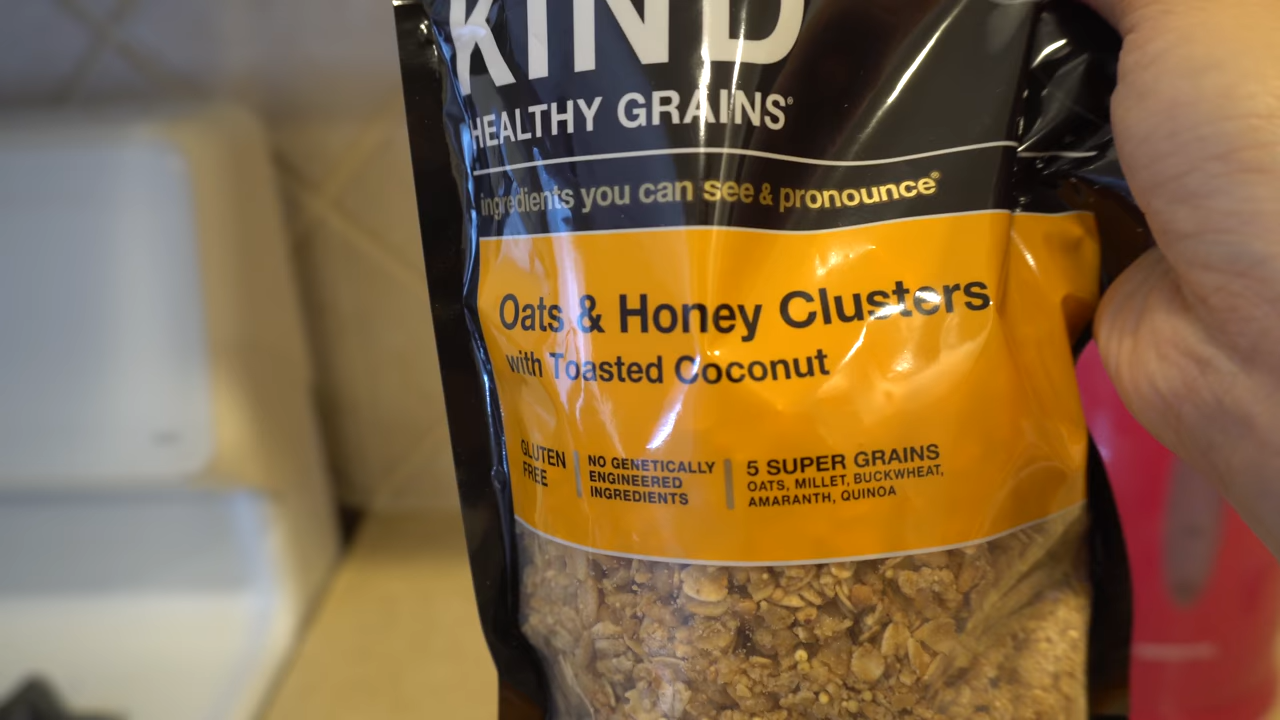 KIND
HEALTHY GRAINS®
ingredients you can see & pronounce®
Oats & Honey Clusters
with Toasted Coconut
GLUTEN
FREE
NO GENETICALLY
ENGINEERED
INGREDIENTS
5 SUPER GRAINS
OATS, MILLET, BUCKWHEAT,
AMARANTH, QUINOA